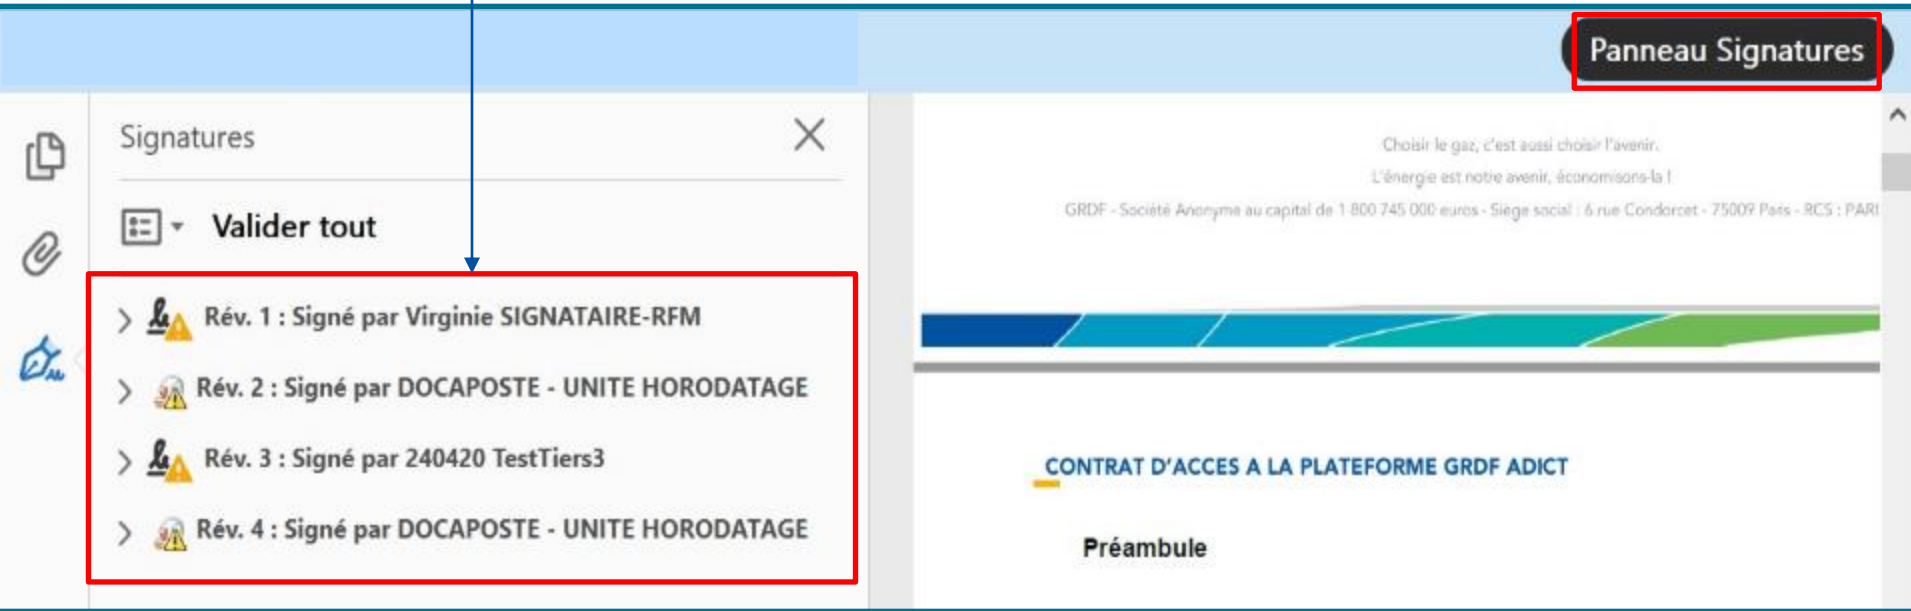 Panneau Signatures
Signatures
Valider tout
Rév. 1 : Signé par Virginie SIGNATAIRE-RFM
Rév. 2 : Signé par DOCAPOSTE - UNITE HORODATAGE
Rév. 3 : Signé par 240420 TestTiers3
Rév. 4 : Signé par DOCAPOSTE - UNITE HORODATAGE
Choisir le gaz, c'est aussi choisir l'avenir.
L'énergie est notre avenir, économisons-la !
GRDF - Société Anonyme au capital de 1 800 745 000 euros - Siège social : 6 rue Condorcet - 75009 Paris - RCS : PARI
CONTRAT D'ACCES A LA PLATEFORME GRDF ADICT
Préambule